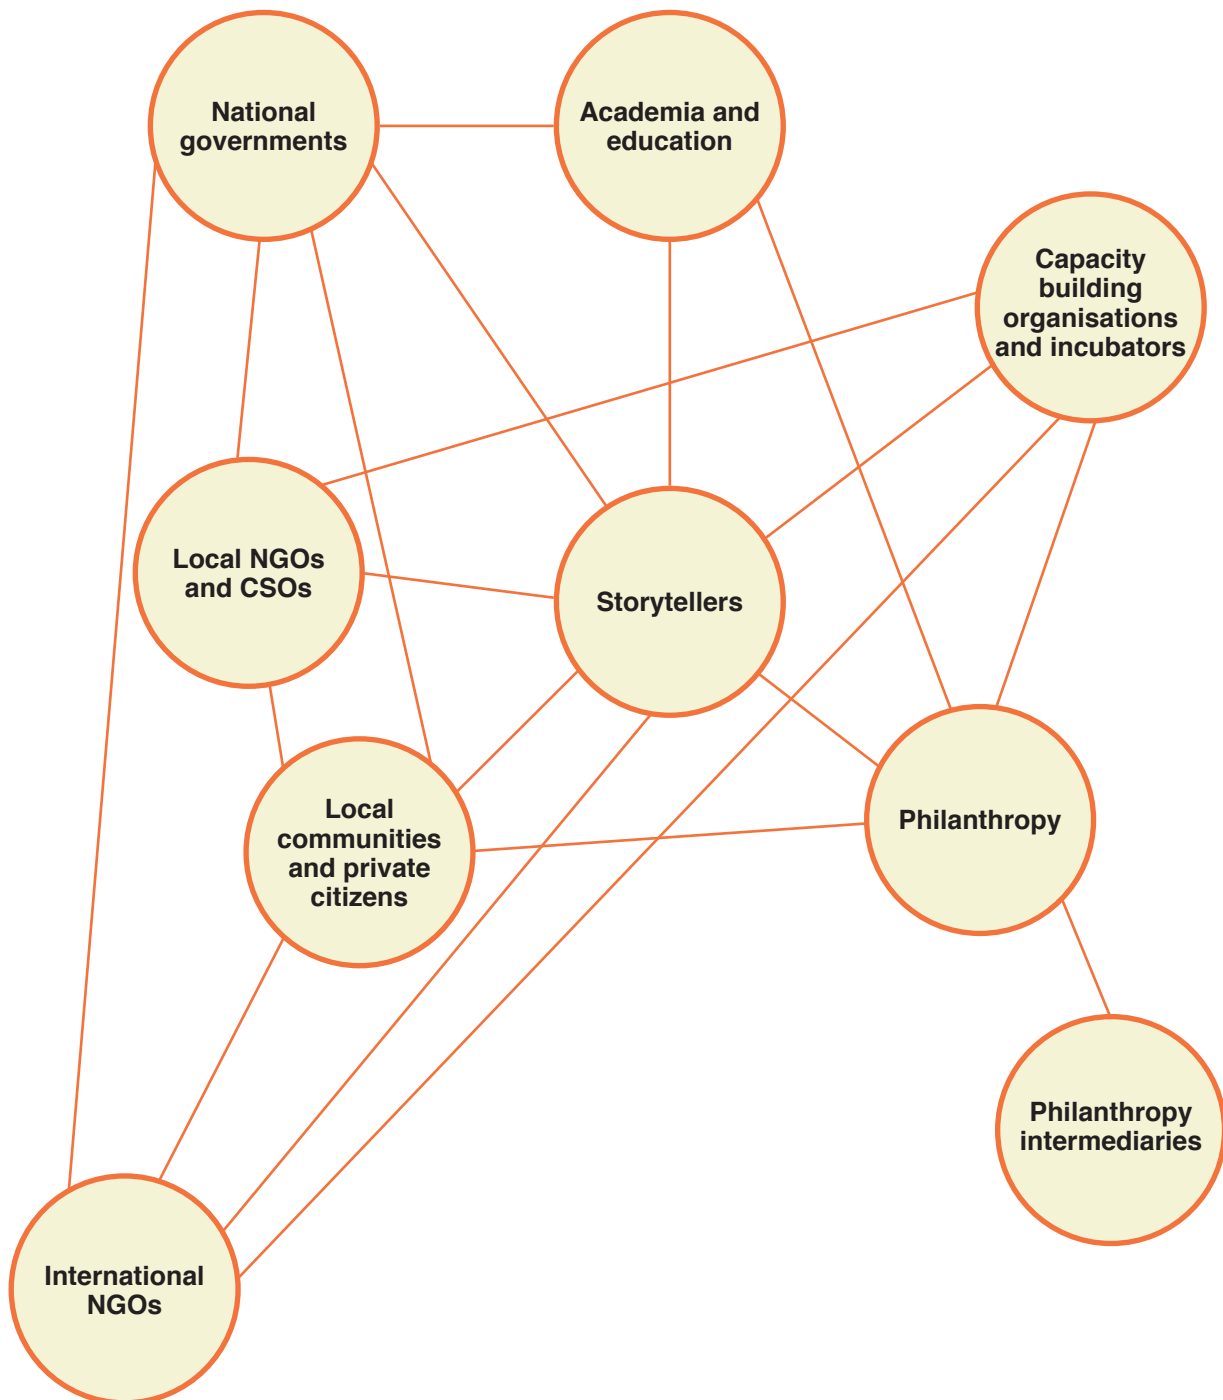 National
governments
Academia and
education
Capacity
building
organisations
and incubators
Local NGOs
and CSOs
Storytellers
Local
communities
and private
citizens
Philanthropy
Philanthropy
intermediaries
International
NGOs